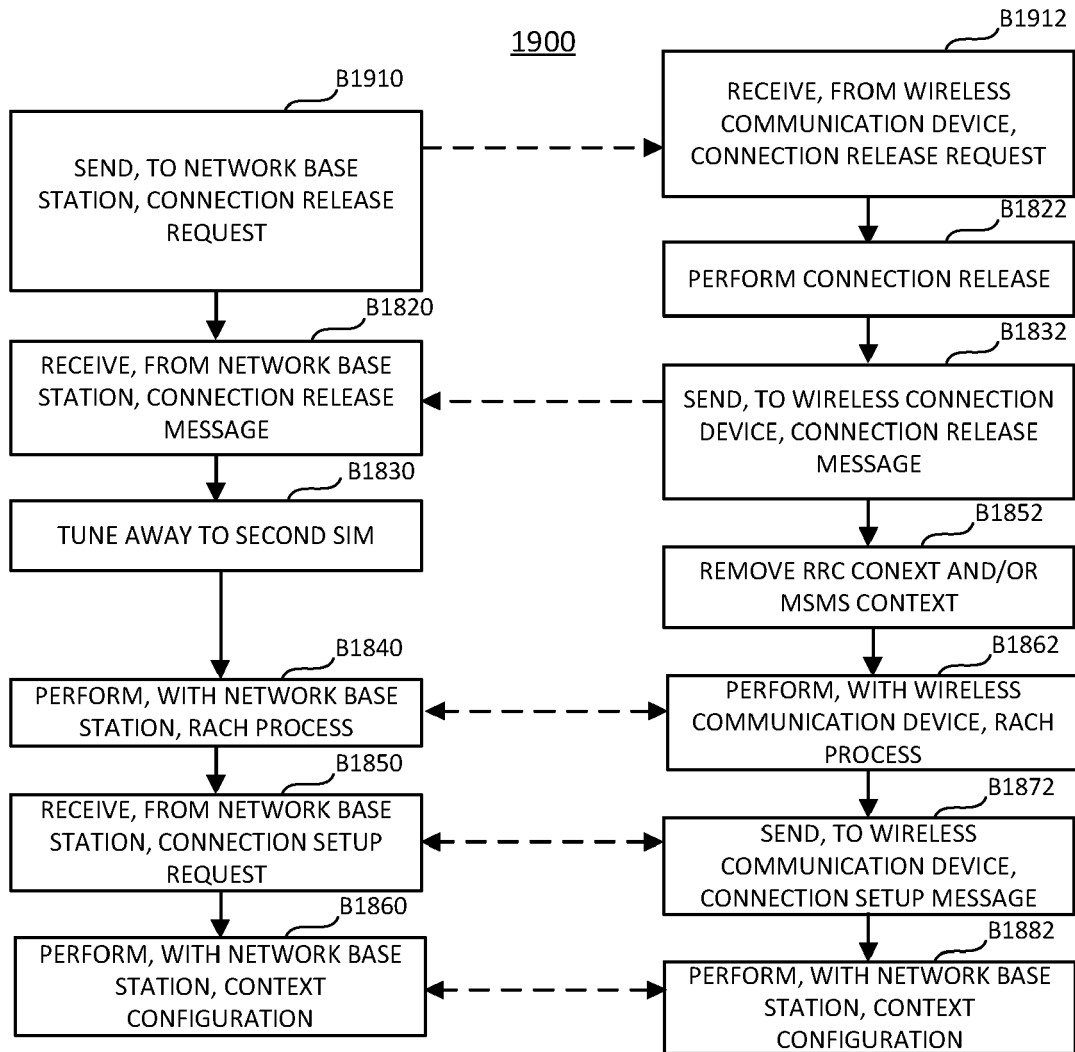 1900
B1910
SEND, TO NETWORK BASE
STATION, CONNECTION RELEASE
REQUEST
B1912
RECEIVE, FROM WIRELESS
COMMUNICATION DEVICE,
CONNECTION RELEASE REQUEST
B1822
PERFORM CONNECTION RELEASE
B1820
RECEIVE, FROM NETWORK BASE
STATION, CONNECTION RELEASE
MESSAGE
B1832
SEND, TO WIRELESS CONNECTION
DEVICE, CONNECTION RELEASE
MESSAGE
B1830
TUNE AWAY TO SECOND SIM
B1852
REMOVE RRC CONEXT AND/OR
MSMS CONTEXT
B1840
PERFORM, WITH NETWORK BASE
STATION, RACH PROCESS
B1862
PERFORM, WITH WIRELESS
COMMUNICATION DEVICE, RACH
PROCESS
B1850
RECEIVE, FROM NETWORK BASE
STATION, CONNECTION SETUP
REQUEST
B1872
SEND, TO WIRELESS
COMMUNICATION DEVICE,
CONNECTION SETUP MESSAGE
B1860
PERFORM, WITH NETWORK BASE
STATION, CONTEXT
CONFIGURATION
B1882
PERFORM, WITH NETWORK BASE
STATION, CONTEXT
CONFIGURATION